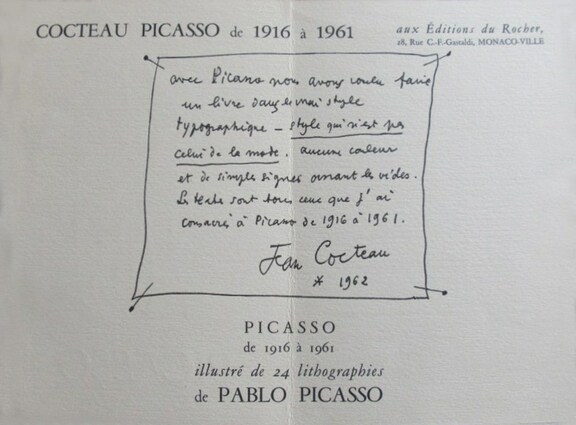 COCTEAU PICASSO de 1916 à 1961
aux Éditions du Rocher,
28, Rue C.-F.-Gastaldi, MONACO-VILLE
avec Picasso nous avons voulu faire
un livre dans le vrai style
typographique - style qui n'est pas
celui de la mode. aucune couleur
et de simples signes ornant les vides.
Les textes sont tous ceux que j'ai
consacrés à Picasso de 1916 à 1961.
Jean Cocteau
* 1962
PICASSO
de 1916 à 1961
illustré de 24 lithographies
de PABLO PICASSO